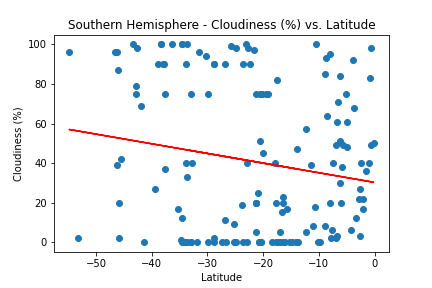 Southern Hemisphere - Cloudiness (%) vs. Latitude
Cloudiness (%)
100
80
60
40
20
0
−50 −40 −30 −20 −10 0
Latitude